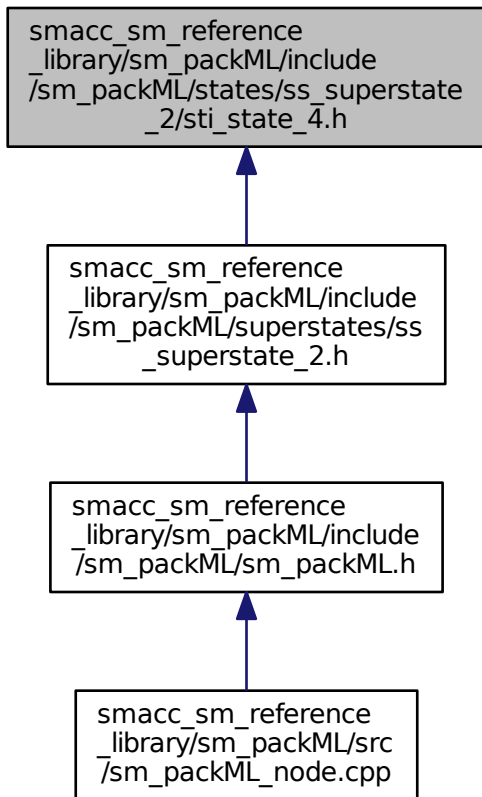 smacc_sm_reference
_library/sm_packML/include
/sm_packML/states/ss_superstate
_2/sti_state_4.h
smacc_sm_reference
_library/sm_packML/include
/sm_packML/superstates/ss
_superstate_2.h
smacc_sm_reference
_library/sm_packML/include
/sm_packML/sm_packML.h
smacc_sm_reference
_library/sm_packML/src
/sm_packML_node.cpp